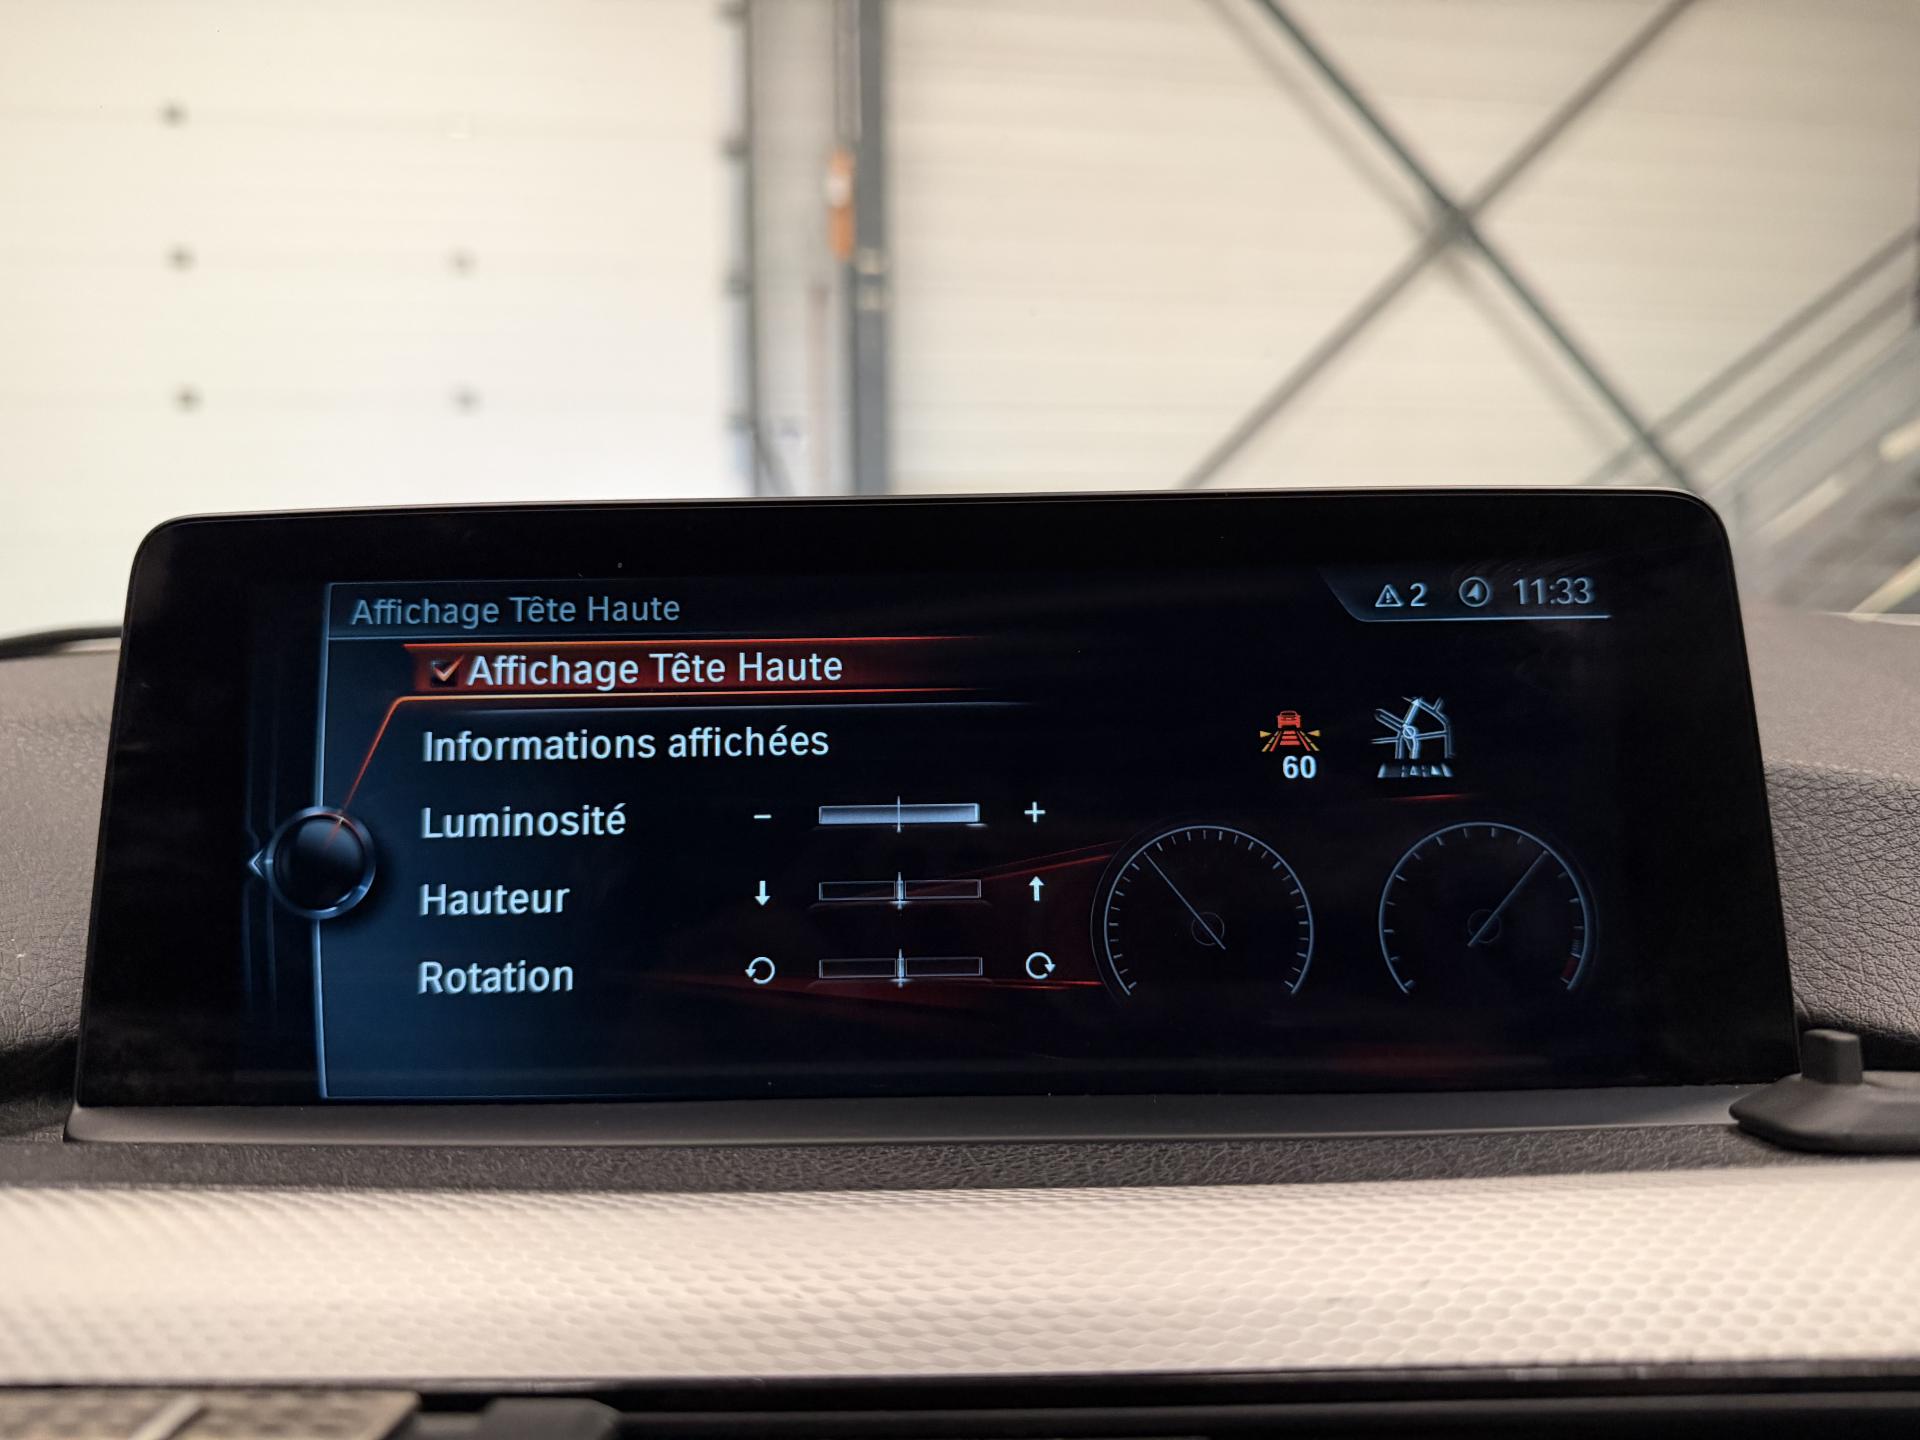 Affichage Tête Haute
2 11:33
Affichage Tête Haute
Informations affichées
60
Luminosité - +
Hauteur
Rotation